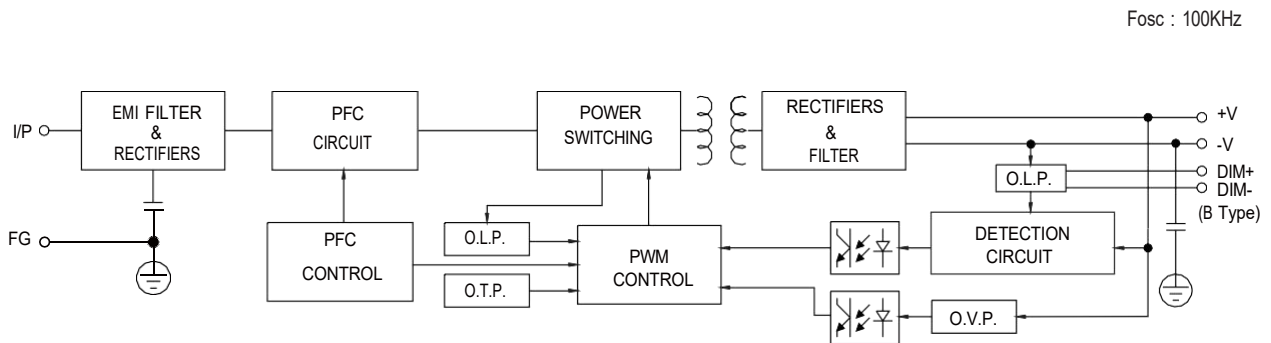 Fosc : 100KHz
I/P
EMI FILTER
&
RECTIFIERS
PFC
CIRCUIT
POWER
SWITCHING
RECTIFIERS
&
FILTER
+V
-V
DIM+
DIM-
(B Type)
O.L.P.
FG
PFC
CONTROL
O.L.P.
O.T.P.
PWM
CONTROL
DETECTION
CIRCUIT
O.V.P.